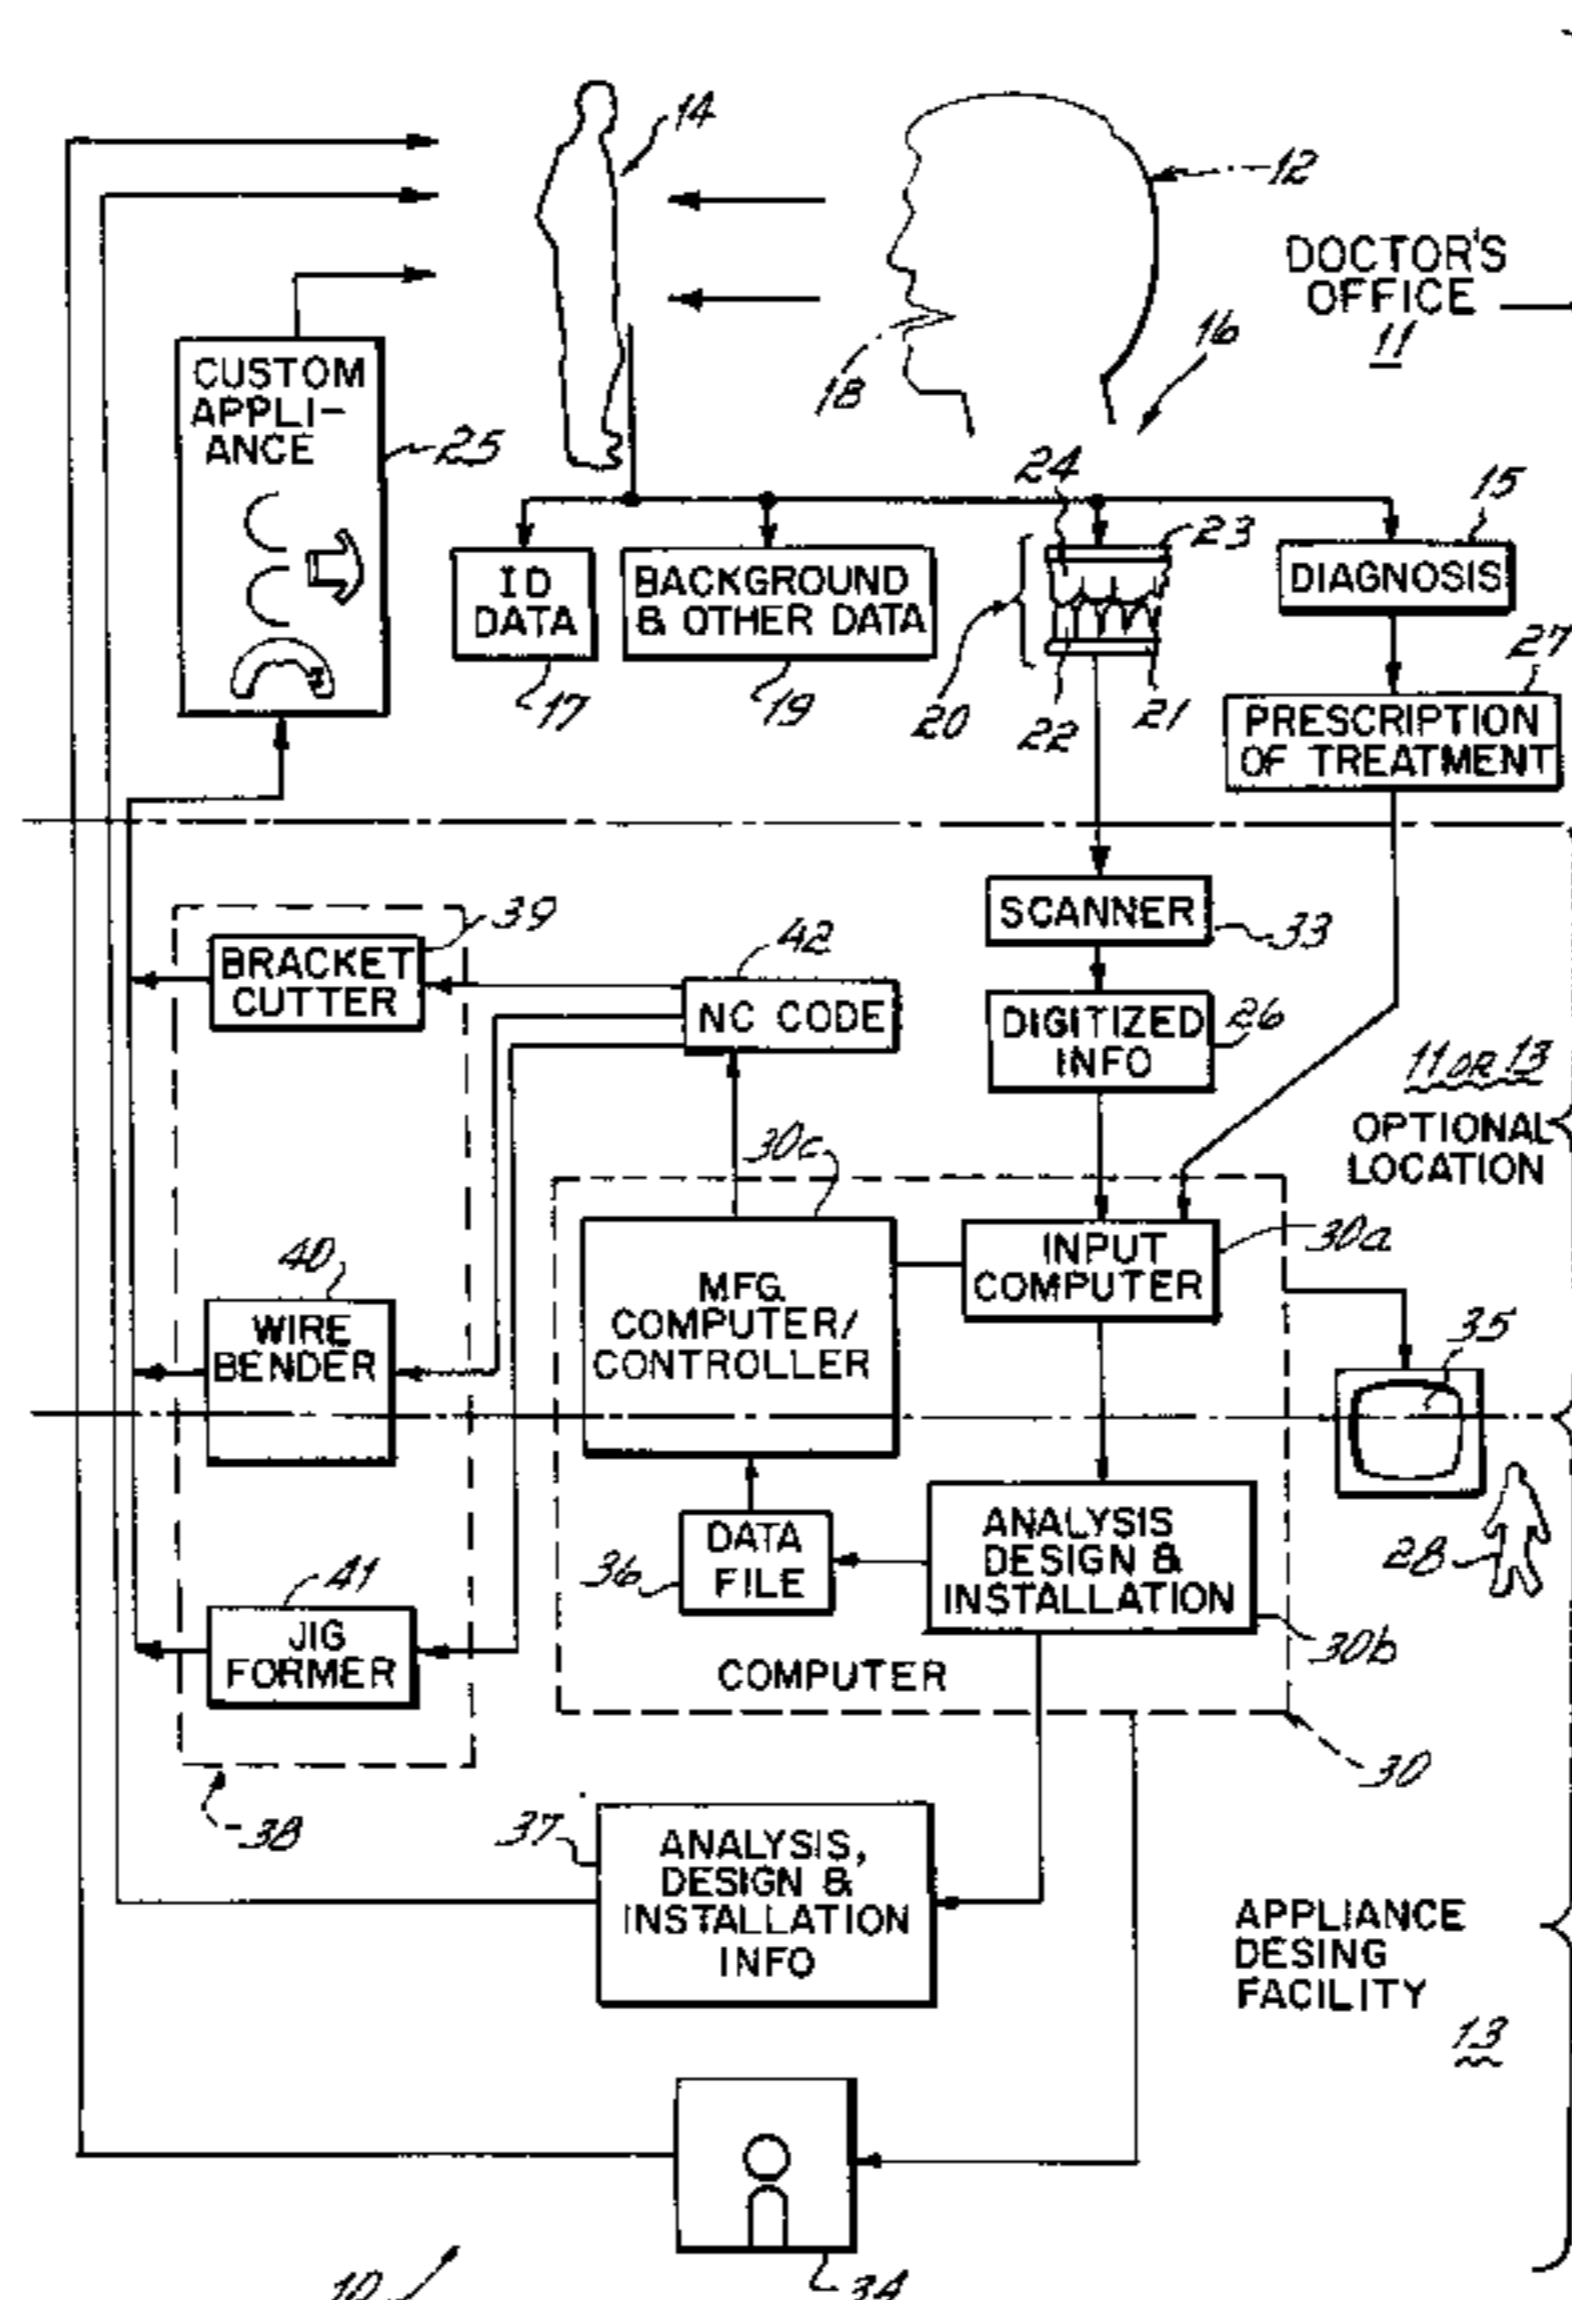 14
12
DOCTOR'S
OFFICE
11
16
18
CUSTOM
APPLI-
ANCE
25
24
15
23
ID
DATA
BACKGROUND
& OTHER DATA
DIAGNOSIS
20
27
17
19
22
21
PRESCRIPTION
OF TREATMENT
SCANNER
33
39
BRACKET
CUTTER
42
NC CODE
DIGITIZED
INFO
26
11 OR 13
OPTIONAL
LOCATION
30c
40
INPUT
COMPUTER
30a
MFG.
COMPUTER/
CONTROLLER
WIRE
BENDER
35
ANALYSIS
DESIGN &
INSTALLATION
DATA
FILE
36
28
41
JIG
FORMER
30b
COMPUTER
30
38
37
ANALYSIS,
DESIGN &
INSTALLATION
INFO
APPLIANCE
DESING
FACILITY
13
10
34